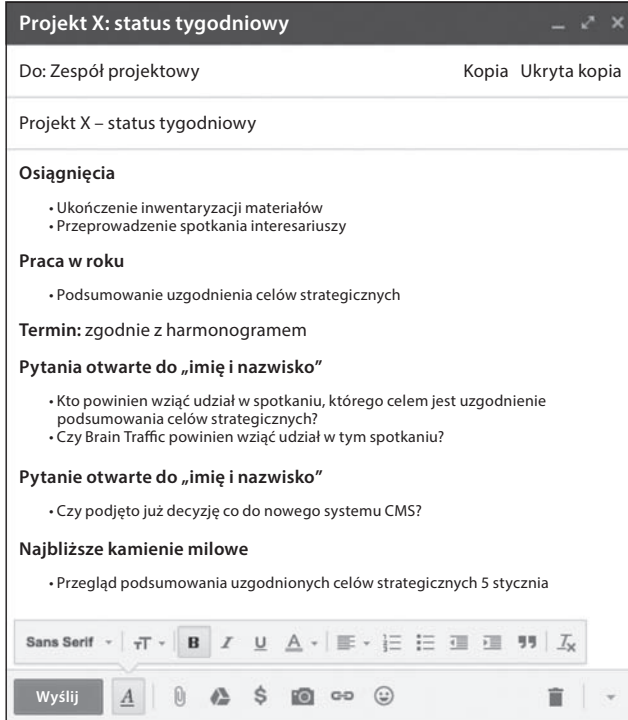 Projekt X: status tygodniowy
Do: Zespół projektowy Kopia Ukryta kopia
Projekt X – status tygodniowy
Osiągnięcia
• Ukończenie inwentaryzacji materiałów
• Przeprowadzenie spotkania interesariuszy
Praca w roku
• Podsumowanie uzgodnienia celów strategicznych
Termin: zgodnie z harmonogramem
Pytania otwarte do „imię i nazwisko”
• Kto powinien wziąć udział w spotkaniu, którego celem jest uzgodnienie
podsumowania celów strategicznych?
• Czy Brain Traffic powinien wziąć udział w tym spotkaniu?
Pytanie otwarte do „imię i nazwisko”
• Czy podjęto już decyzję co do nowego systemu CMS?
Najbliższe kamienie milowe
• Przegląd podsumowania uzgodnionych celów strategicznych 5 stycznia
Sans Serif TT B I U A Tx
Wyślij A $